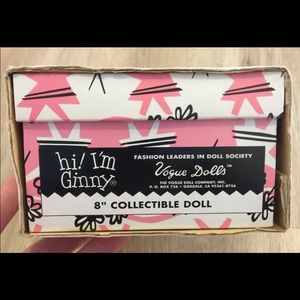 hi! I'm
Ginny®
FASHION LEADERS IN DOLL SOCIETY
Vogue Dolls™
THE VOGUE DOLL COMPANY, INC.
P. O. BOX 756 • OAKDALE, CA 95361-0756
8" COLLECTIBLE DOLL